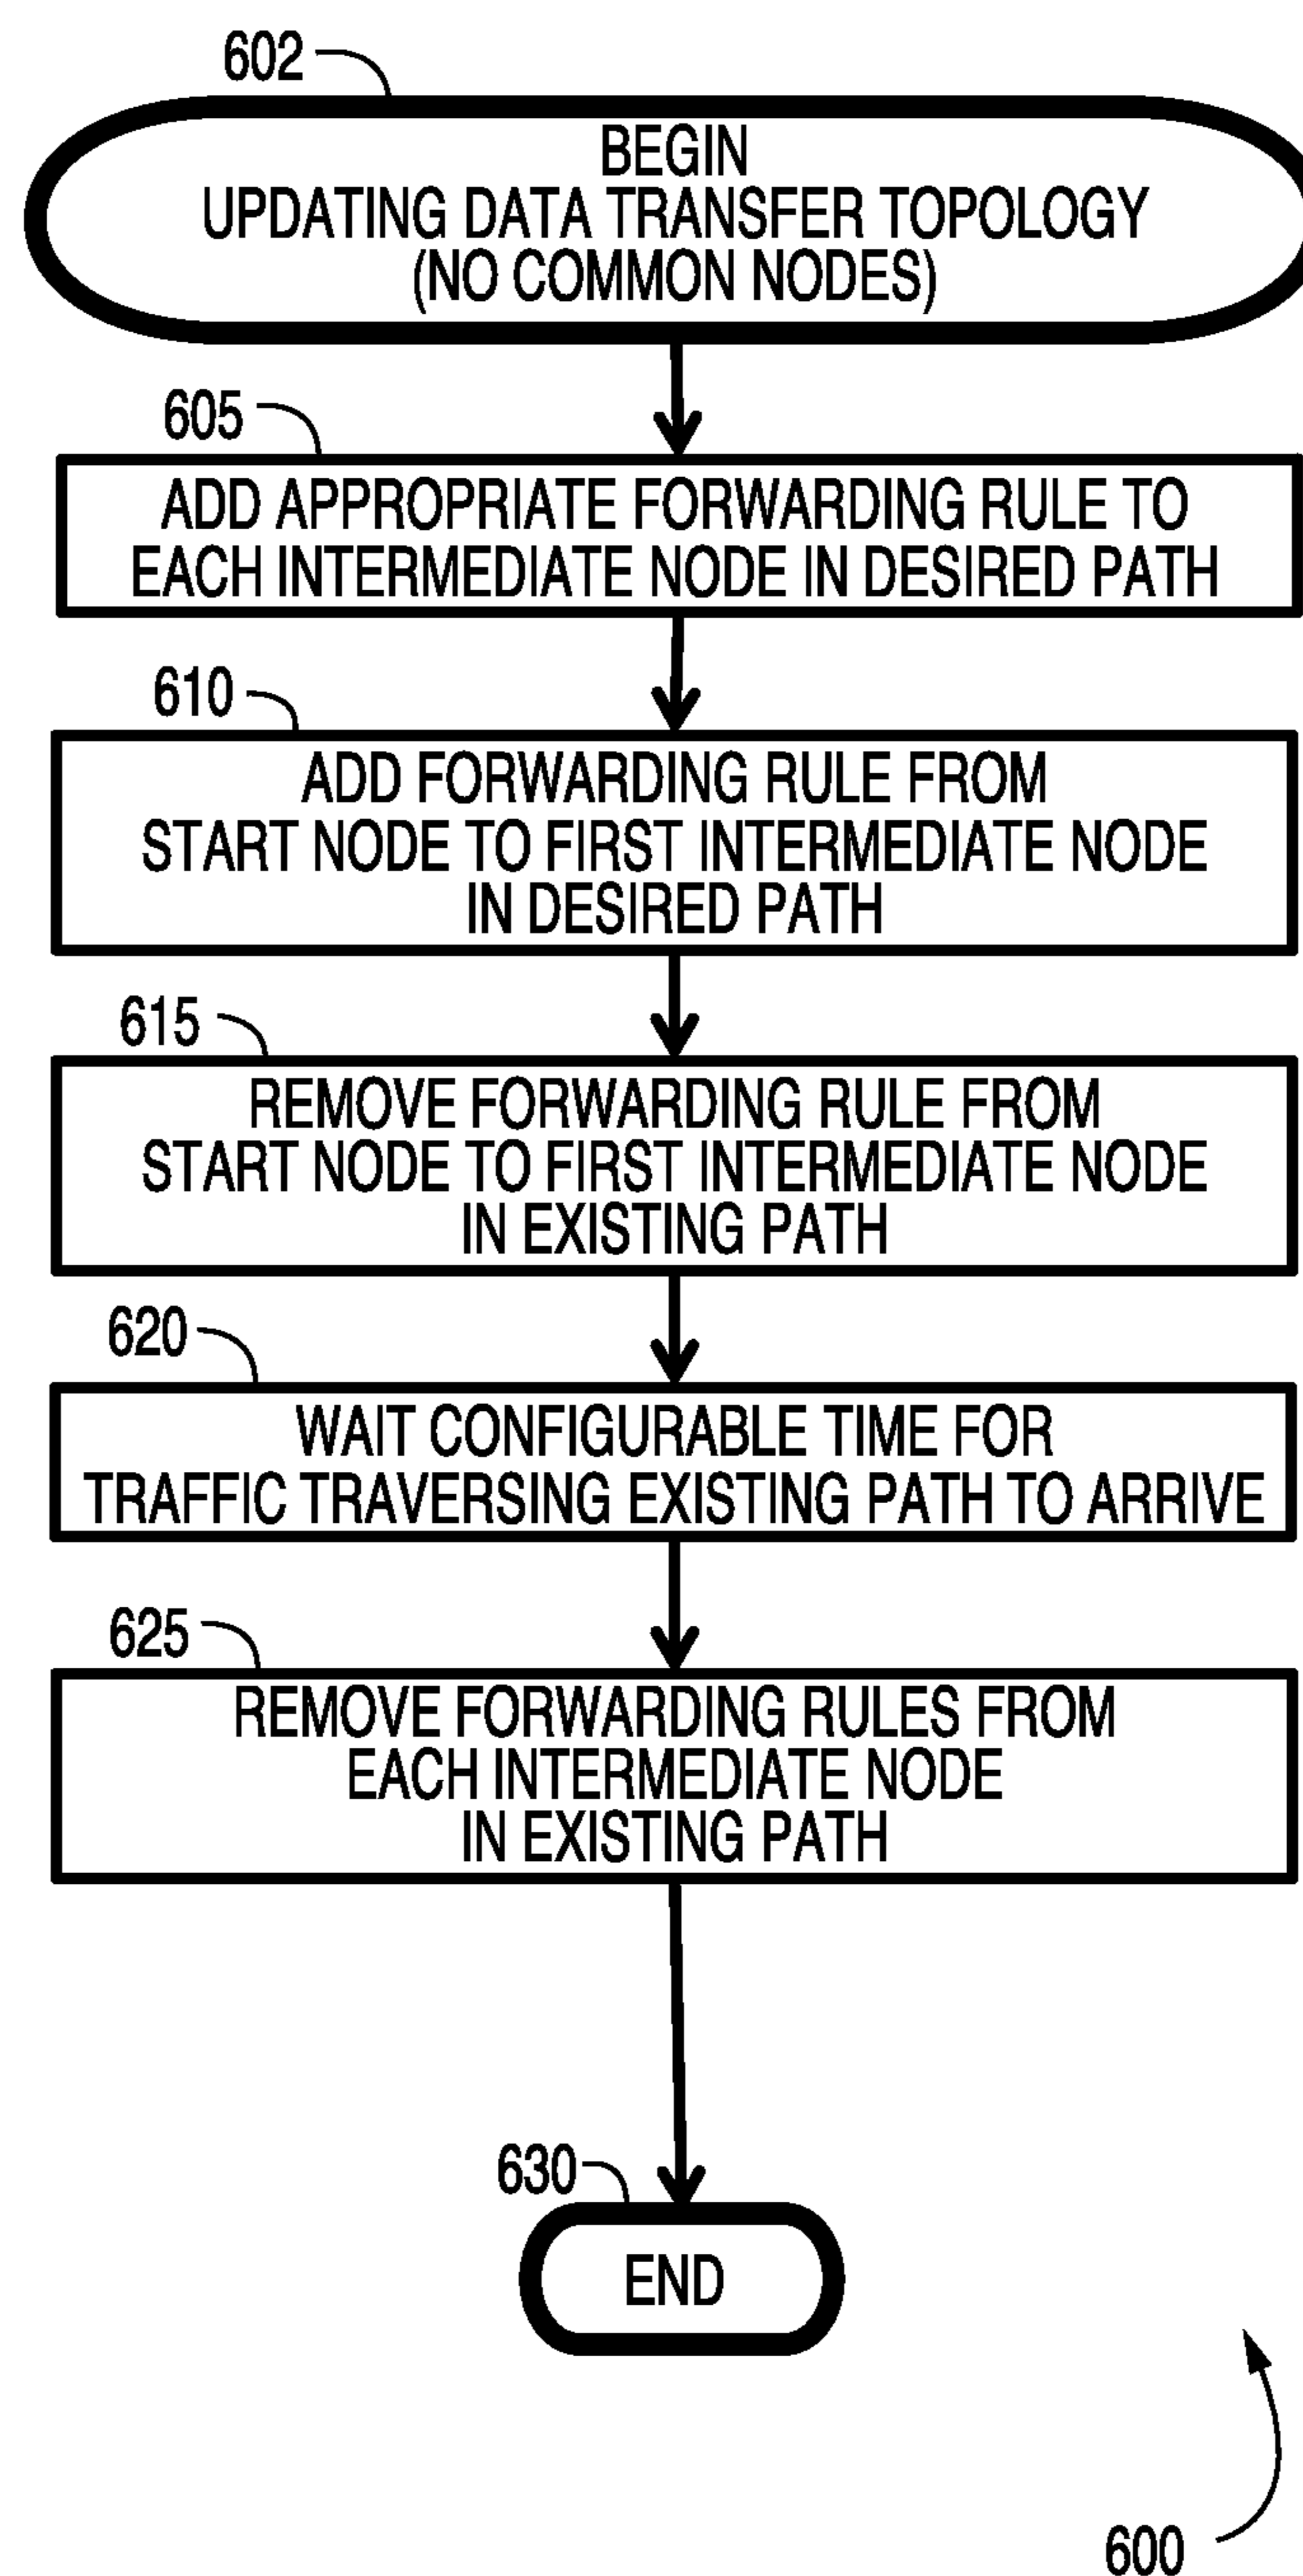 602
BEGIN
UPDATING DATA TRANSFER TOPOLOGY
(NO COMMON NODES)
605
ADD APPROPRIATE FORWARDING RULE TO
EACH INTERMEDIATE NODE IN DESIRED PATH
610
ADD FORWARDING RULE FROM
START NODE TO FIRST INTERMEDIATE NODE
IN DESIRED PATH
615
REMOVE FORWARDING RULE FROM
START NODE TO FIRST INTERMEDIATE NODE
IN EXISTING PATH
620
WAIT CONFIGURABLE TIME FOR
TRAFFIC TRAVERSING EXISTING PATH TO ARRIVE
625
REMOVE FORWARDING RULES FROM
EACH INTERMEDIATE NODE
IN EXISTING PATH
630
END
600